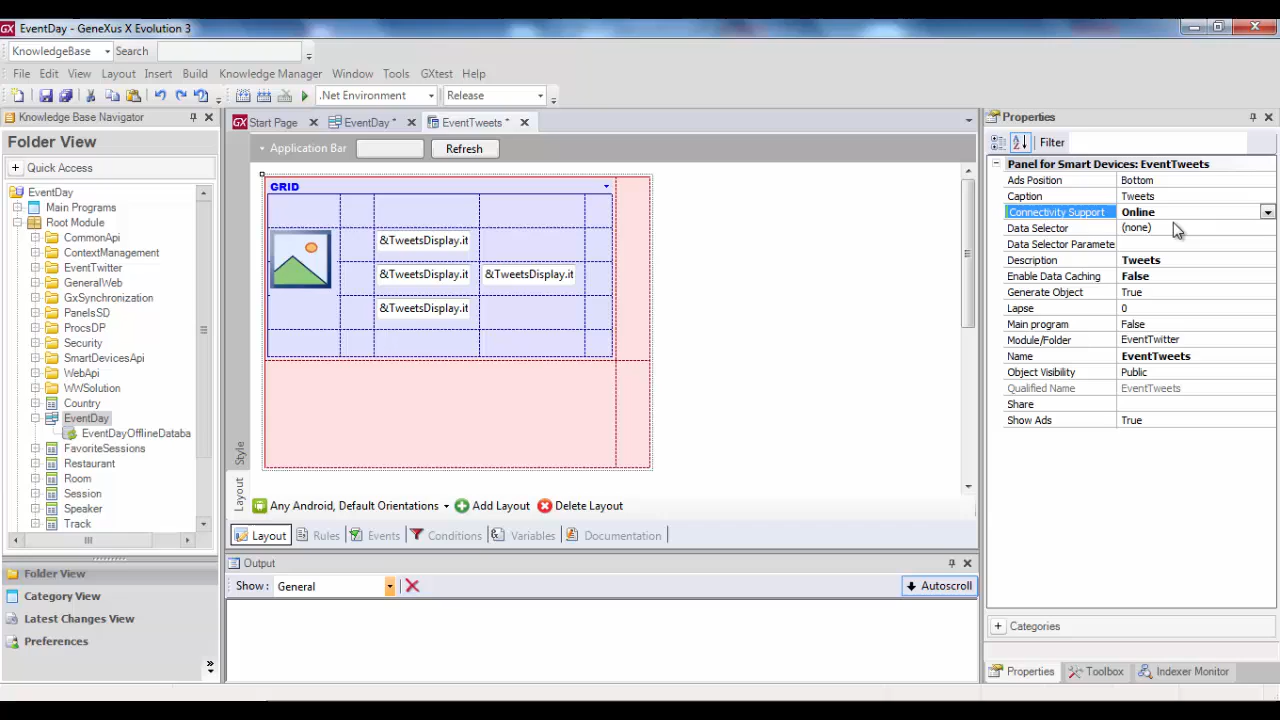 GX EventDay - GeneXus X Evolution 3
KnowledgeBase Search
File Edit View Layout Insert Build Knowledge Manager Window Tools GXtest Help
.Net Environment Release
Knowledge Base Navigator
Folder View
Quick Access
EventDay
Main Programs
Root Module
CommonApi
ContextManagement
EventTwitter
GeneralWeb
GxSynchronization
PanelsSD
ProcsDP
Security
SmartDevicesApi
WebApi
WWSolution
Country
EventDay
EventDayOfflineDataba
FavoriteSessions
Restaurant
Room
Session
Speaker
Track
Folder View
Category View
Latest Changes View
Preferences
GX Start Page EventDay * EventTweets *
Application Bar Refresh
GRID
&TweetsDisplay.it
&TweetsDisplay.it &TweetsDisplay.it
&TweetsDisplay.it
Style
Layout
Any Android, Default Orientations Add Layout Delete Layout
Layout Rules Events Conditions Variables Documentation
Output
Show : General Autoscroll
Properties
Filter
Panel for Smart Devices: EventTweets
Ads Position Bottom
Caption Tweets
Connectivity Support Online
Data Selector (none)
Data Selector Paramete
Description Tweets
Enable Data Caching False
Generate Object True
Lapse 0
Main program False
Module/Folder EventTwitter
Name EventTweets
Object Visibility Public
Qualified Name EventTweets
Share
Show Ads True
Categories
Properties Toolbox Indexer Monitor